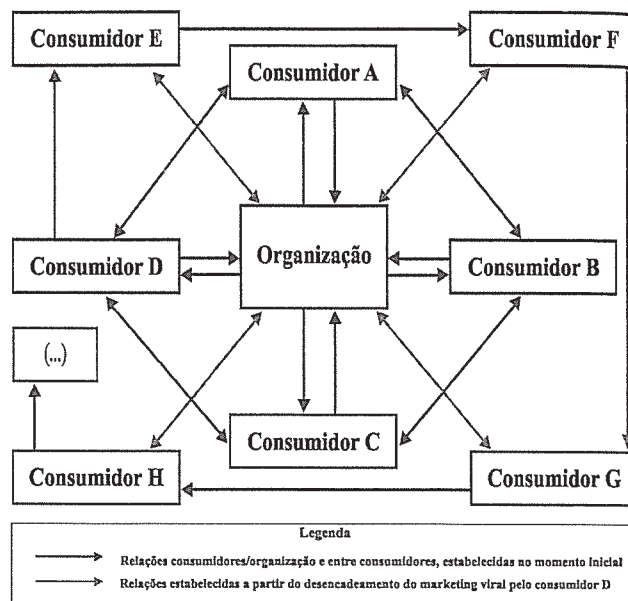 Consumidor E
Consumidor F
Consumidor A
Consumidor D
Organização
Consumidor B
(...)
Consumidor C
Consumidor H
Consumidor G
Legenda
Relações consumidores/organização e entre consumidores, estabelecidas no momento inicial
Relações estabelecidas a partir do desencadeamento do marketing viral pelo consumidor D